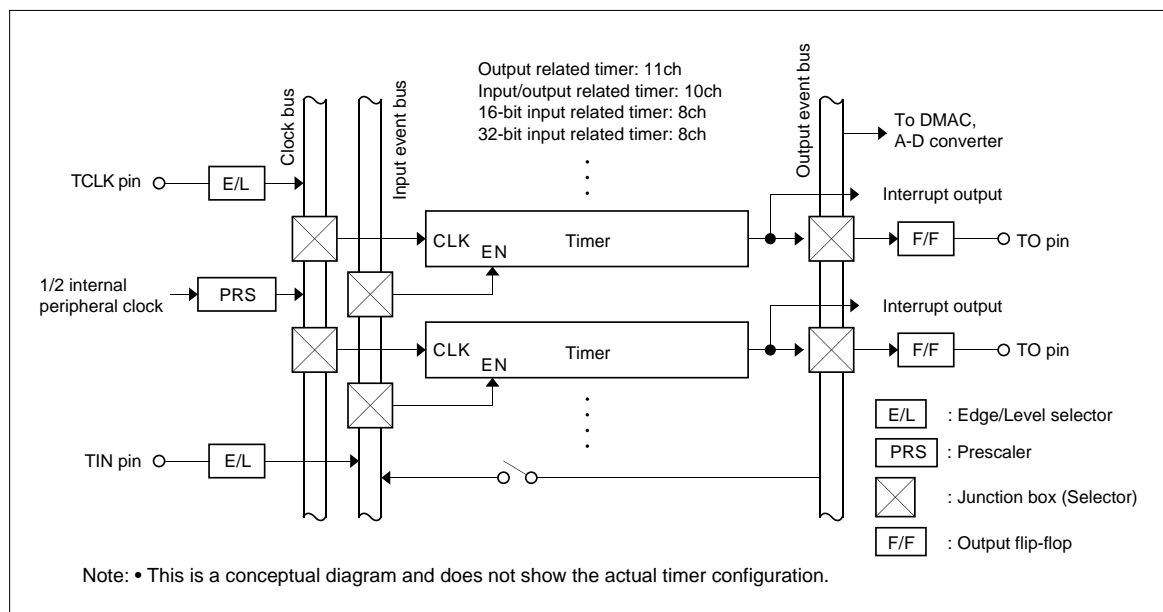 Output related timer: 11ch
Input/output related timer: 10ch
16-bit input related timer: 8ch
32-bit input related timer: 8ch
Clock bus
Input event bus
Output event bus
To DMAC,
A-D converter
TCLK pin
E/L
Interrupt output
CLK
EN
Timer
F/F
TO pin
1/2 internal
peripheral clock
PRS
Interrupt output
CLK
EN
Timer
F/F
TO pin
TIN pin
E/L
E/L : Edge/Level selector
PRS : Prescaler
: Junction box (Selector)
F/F : Output flip-flop
Note: • This is a conceptual diagram and does not show the actual timer configuration.